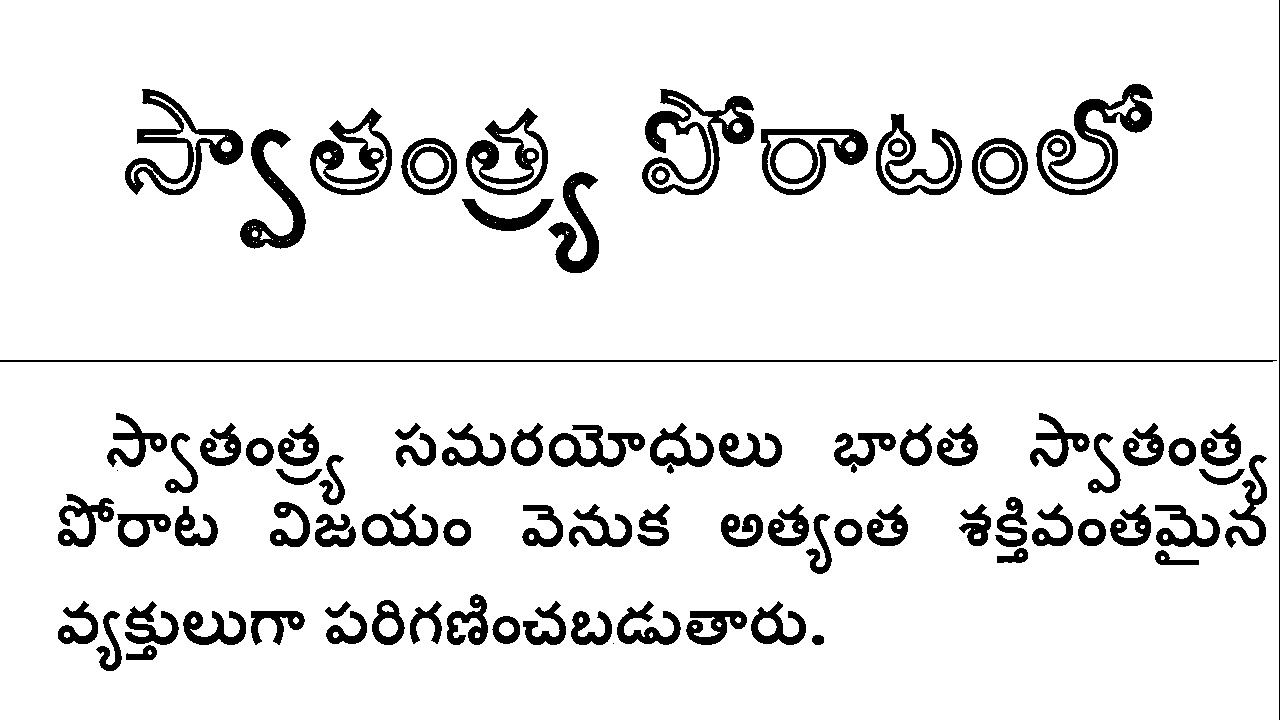 స్వాతంత్ర్య పోరాటంలో
స్వాతంత్ర్య సమరయోధులు భారత స్వాతంత్ర్య
పోరాట విజయం వెనుక అత్యంత శక్తివంతమైన
వ్యక్తులుగా పరిగణించబడుతారు.